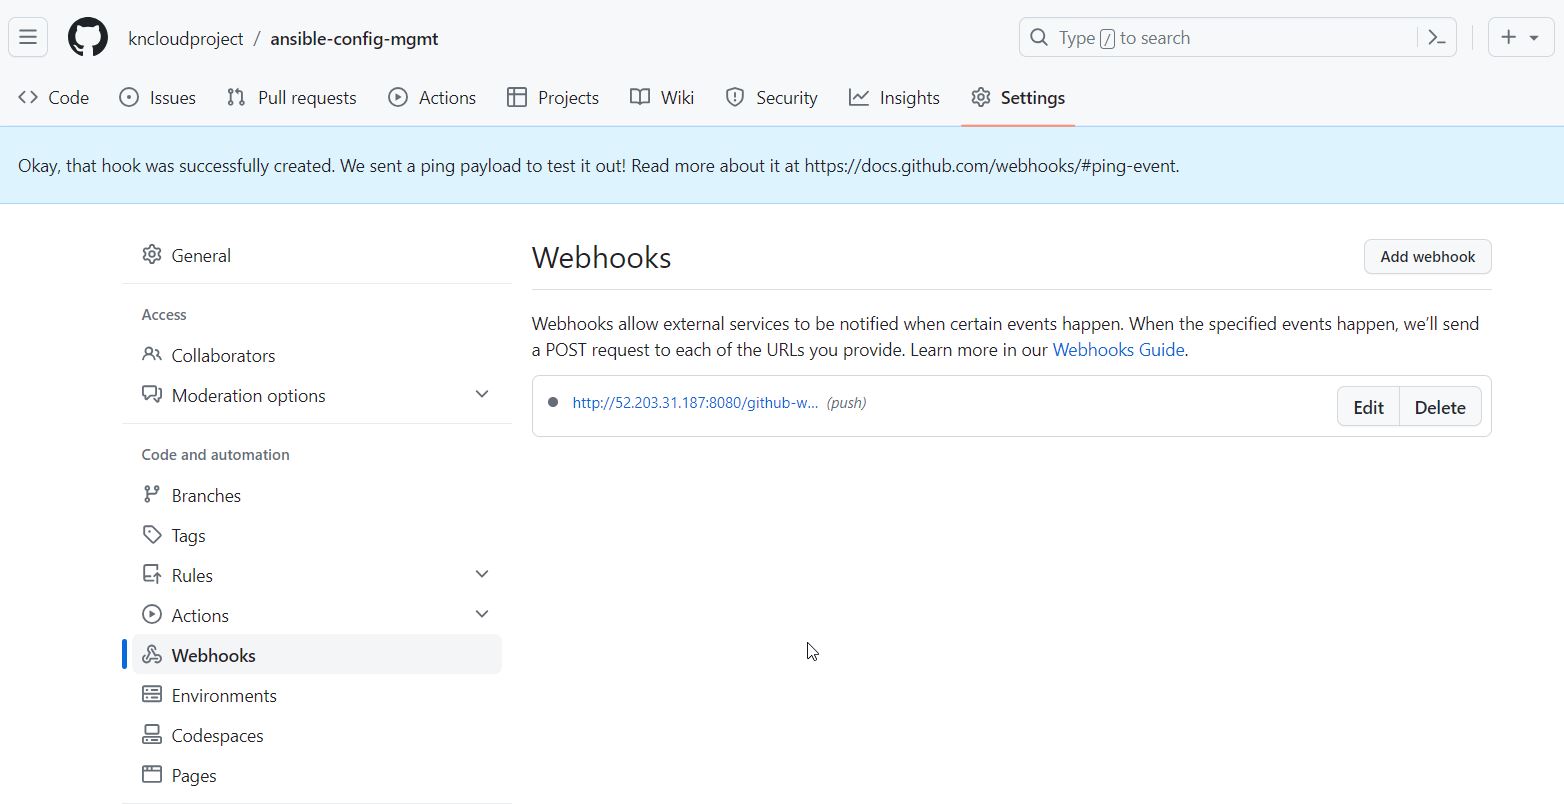 kncloudproject / ansible-config-mgmt
Type / to search
Code Issues Pull requests Actions Projects Wiki Security Insights Settings
Okay, that hook was successfully created. We sent a ping payload to test it out! Read more about it at https://docs.github.com/webhooks/#ping-event.
General
Access
Collaborators
Moderation options
Code and automation
Branches
Tags
Rules
Actions
Webhooks
Environments
Codespaces
Pages
Webhooks
Add webhook
Webhooks allow external services to be notified when certain events happen. When the specified events happen, we’ll send
a POST request to each of the URLs you provide. Learn more in our Webhooks Guide.
http://52.203.31.187:8080/github-w... (push)
Edit Delete